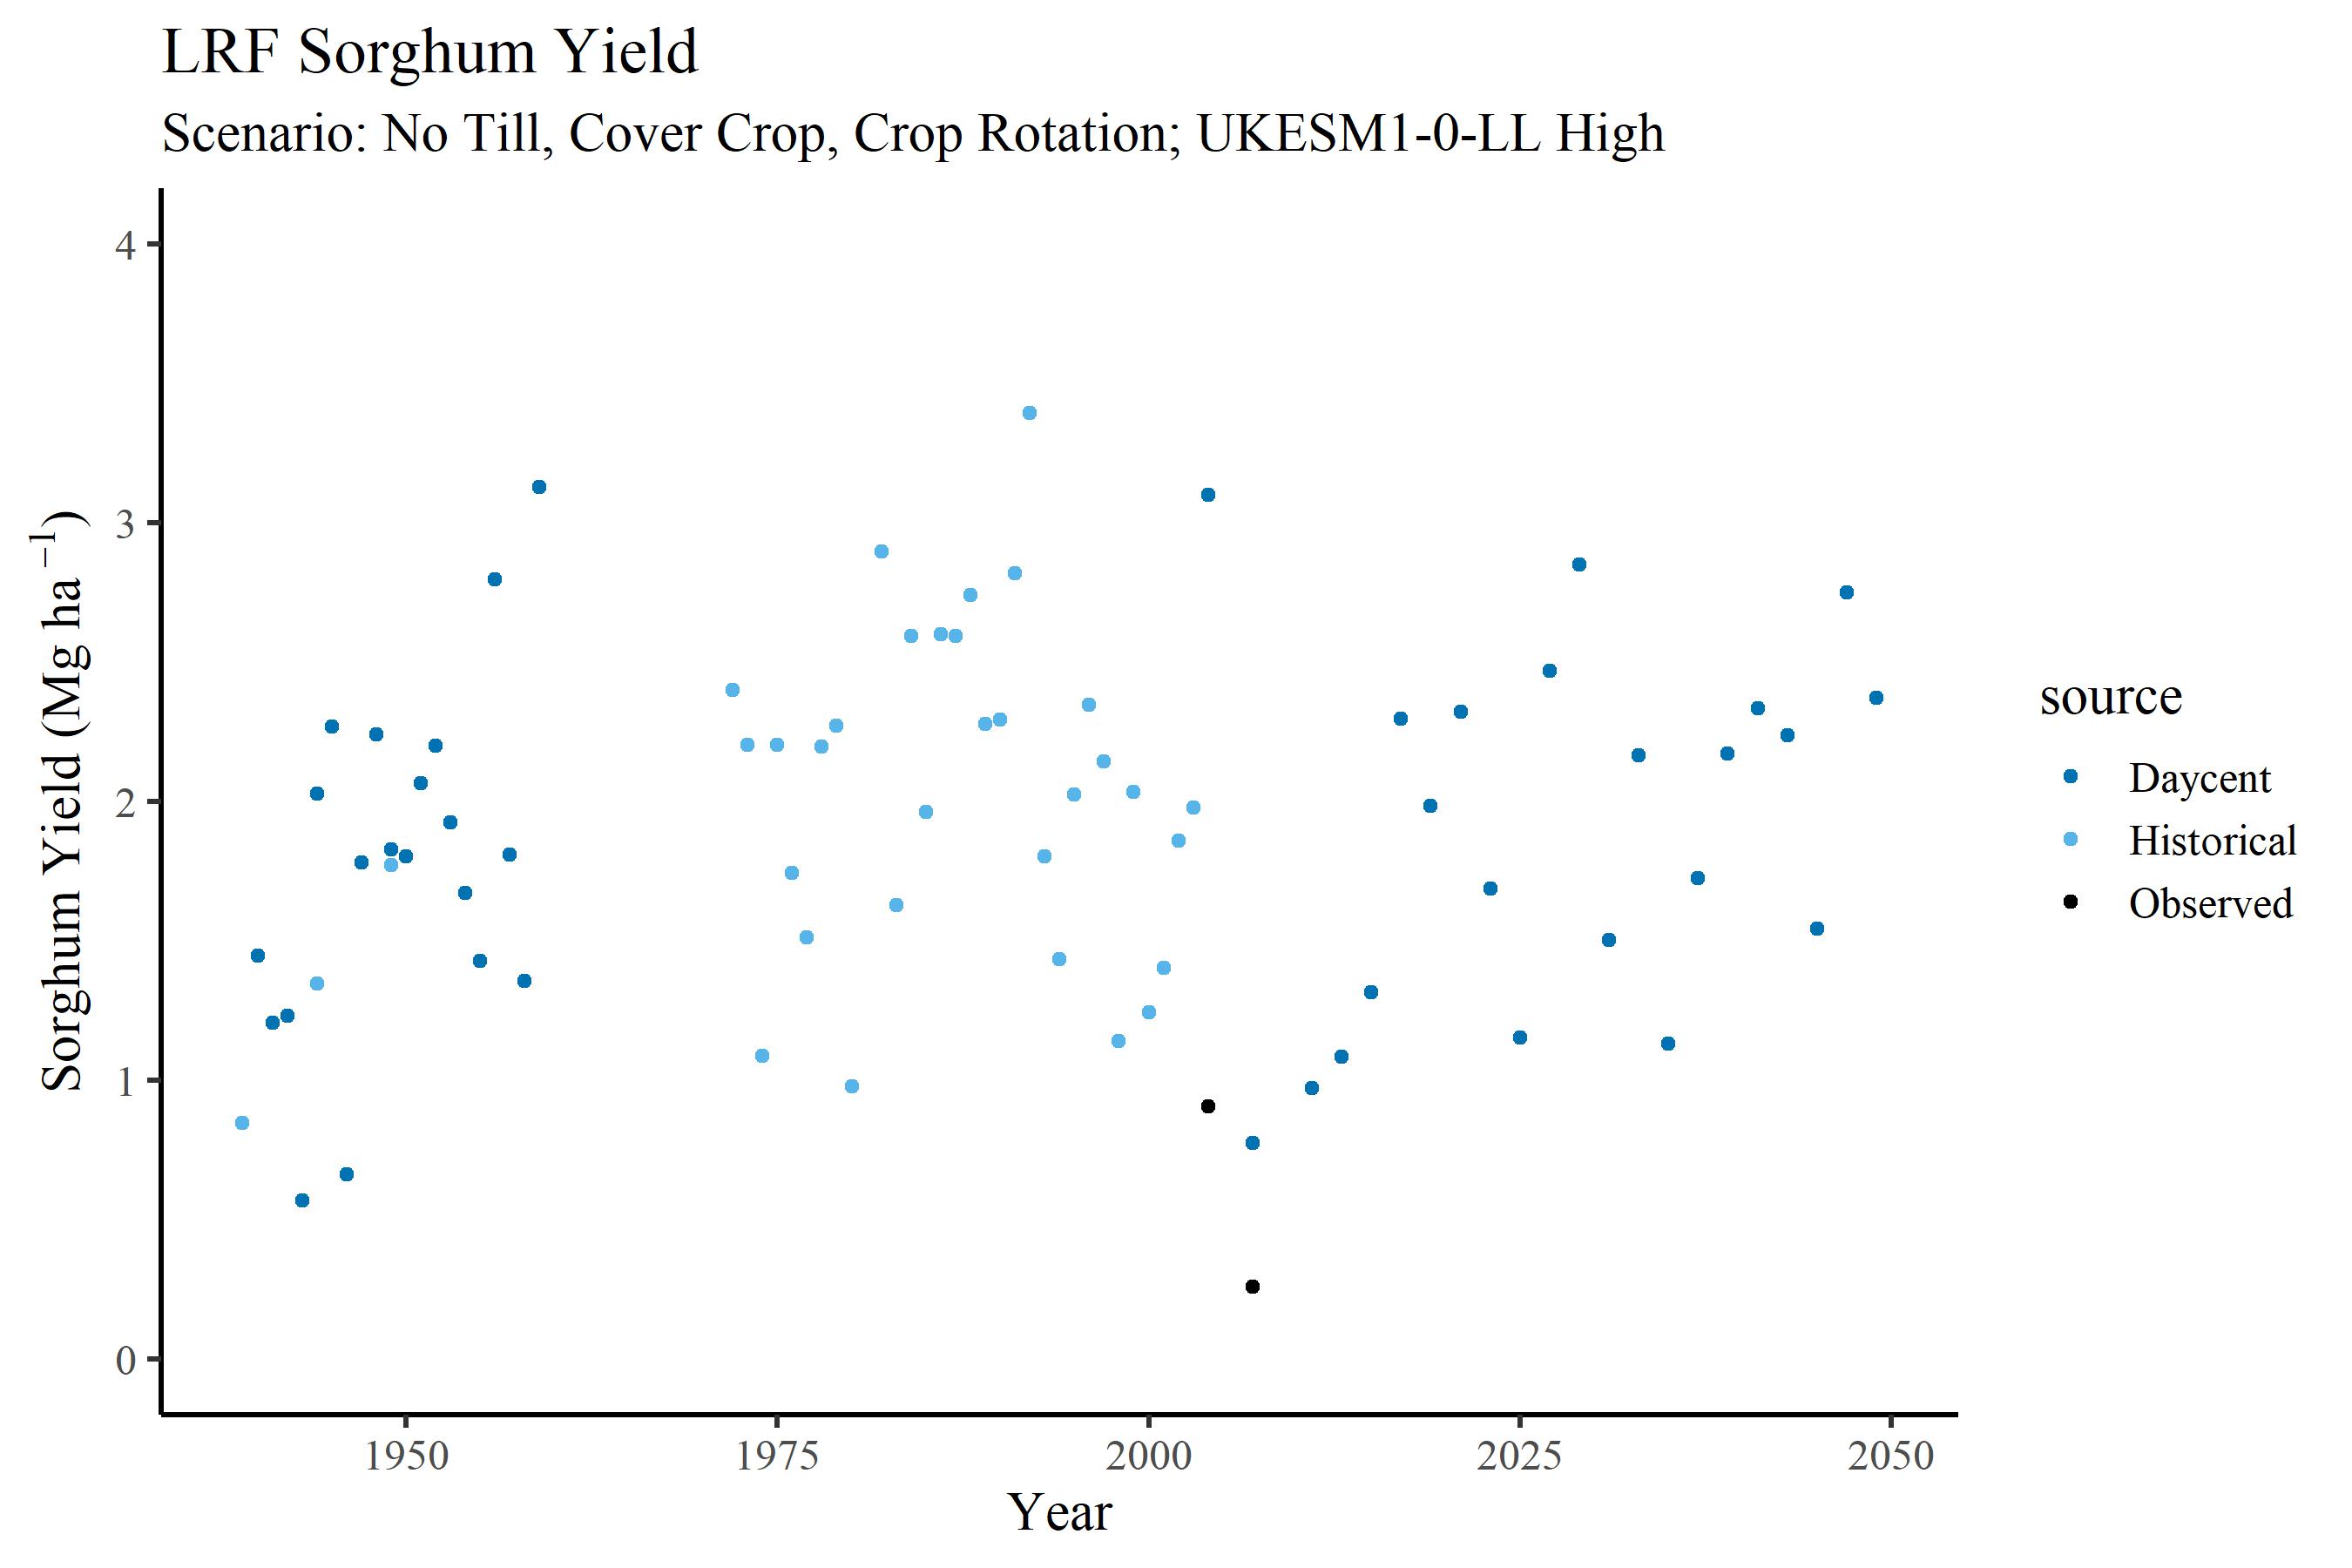 LRF Sorghum Yield
Scenario: No Till, Cover Crop, Crop Rotation; UKESM1-0-LL High
Sorghum Yield (Mg ha⁻¹)
4
3
2
1
0
1950 1975 2000 2025 2050
Year
source
Daycent
Historical
Observed